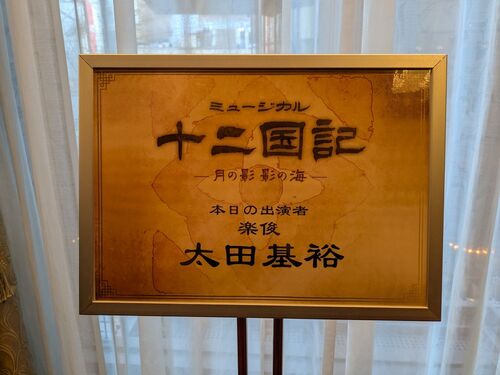 ミュージカル
十二国記
―月の影 影の海―
本日の出演者
楽俊
太田基裕